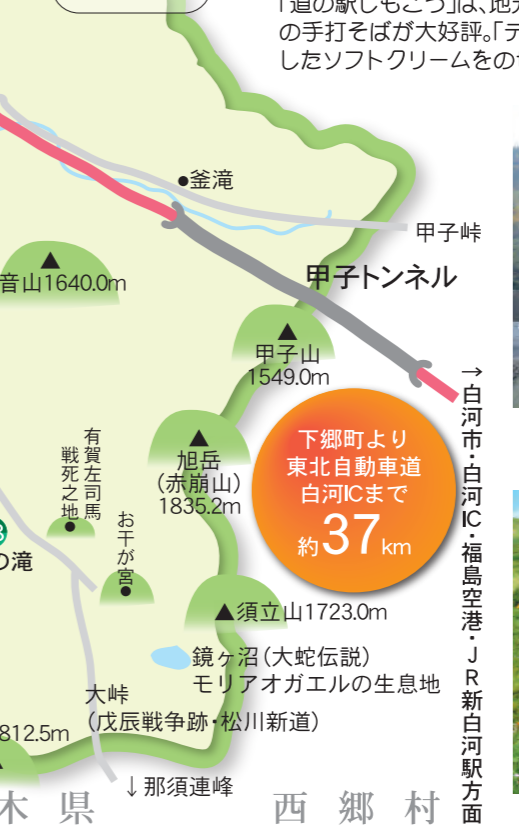 「道の駅しもごう」は、地元
の手打そばが大好評。「デ
したソフトクリームをの
●釜滝
甲子峠
音山1640.0m
甲子トンネル
甲子山
1549.0m
→白河市・白河IC・福島空港・JR新白河駅方面
下郷町より
東北自動車道
白河ICまで
約37km
旭岳
(赤崩山)
1835.2m
有賀左司馬
戦死之地
お干が宮
の滝
須立山1723.0m
鏡ヶ沼(大蛇伝説)
モリアオガエルの生息地
大峠
(戊辰戦争跡・松川新道)
812.5m
↓那須連峰
木県
西郷村